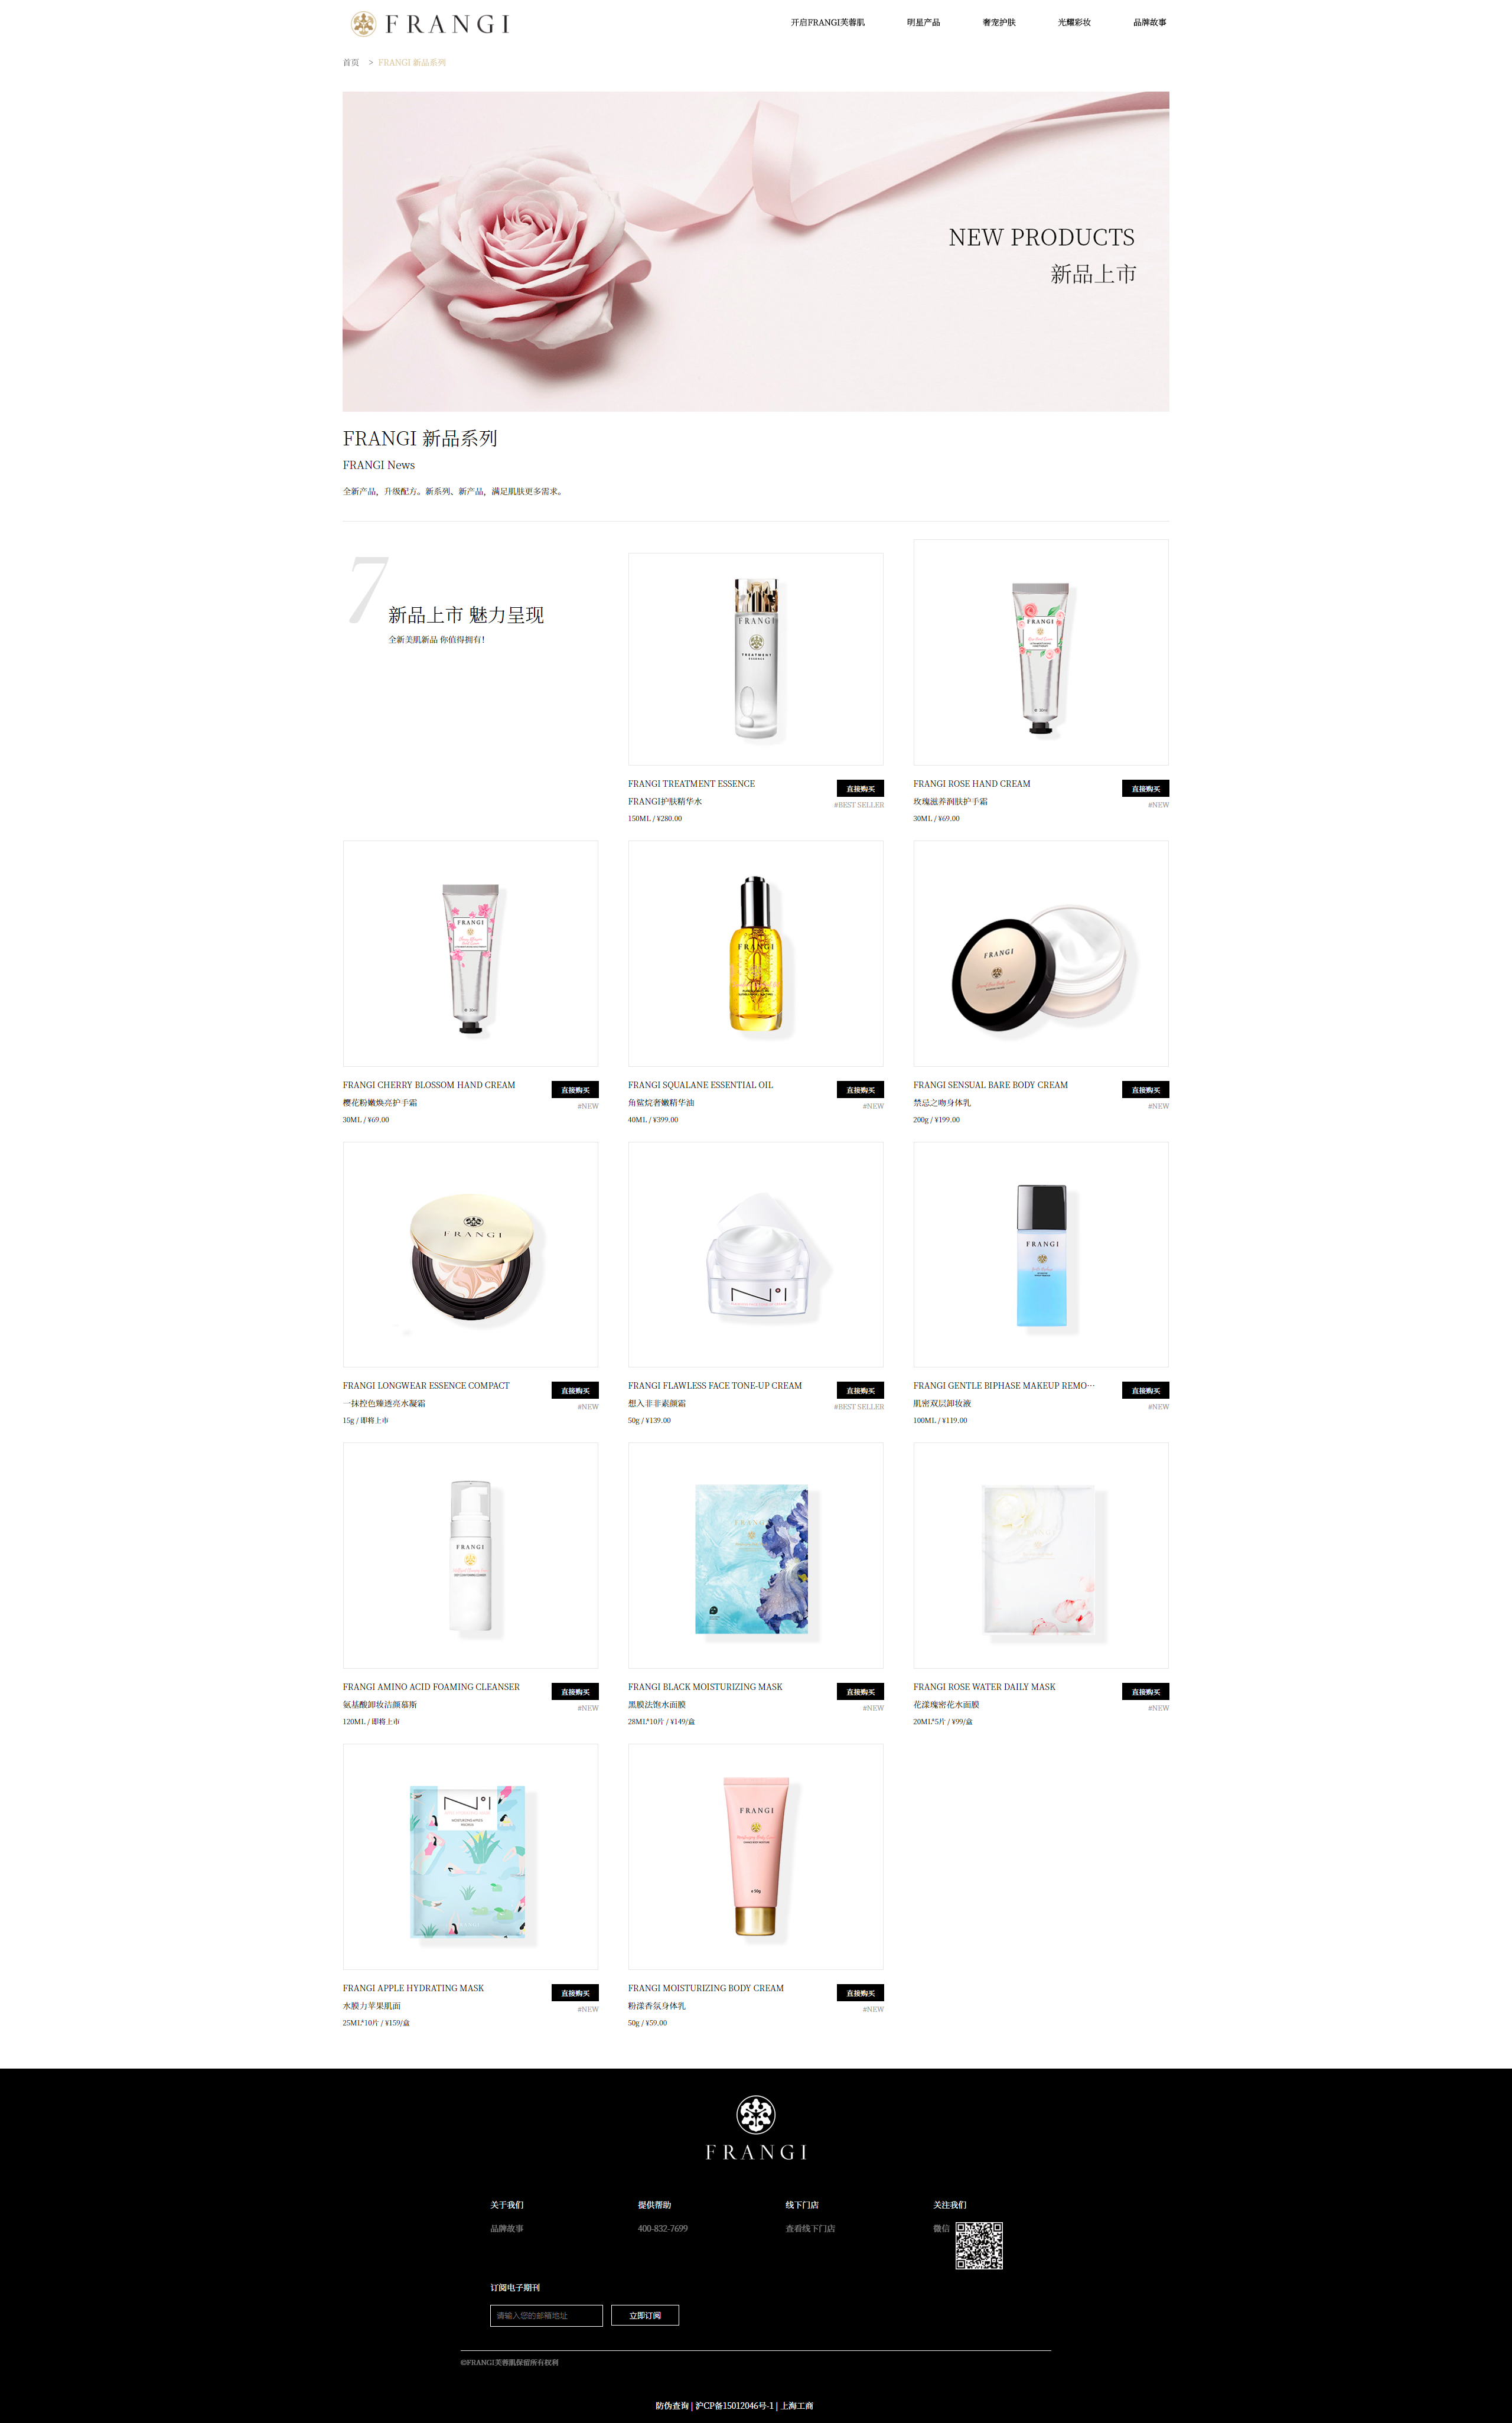 FRANGI
开启FRANGI芙蓉肌
明星产品
奢宠护肤
光耀彩妆
品牌故事
首页 > FRANGI 新品系列
NEW PRODUCTS
新品上市
FRANGI 新品系列
FRANGI News
全新产品，升级配方。新系列、新产品，满足肌肤更多需求。
7
新品上市 魅力呈现
全新美肌新品 你值得拥有!
FRANGI
TREATMENT
ESSENCE
FRANGI TREATMENT ESSENCE
FRANGI护肤精华水
150ML / ¥280.00
直接购买
#BEST SELLER
FRANGI
FRANGI ROSE HAND CREAM
玫瑰滋养润肤护手霜
30ML / ¥69.00
直接购买
#NEW
FRANGI
FRANGI CHERRY BLOSSOM HAND CREAM
樱花粉嫩焕亮护手霜
30ML / ¥69.00
直接购买
#NEW
FRANGI
FRANGI SQUALANE ESSENTIAL OIL
角鲨烷奢嫩精华油
40ML / ¥399.00
直接购买
#NEW
FRANGI
FRANGI SENSUAL BARE BODY CREAM
禁忌之吻身体乳
200g / ¥199.00
直接购买
#NEW
FRANGI
FRANGI LONGWEAR ESSENCE COMPACT
一抹控色臻透亮水凝霜
15g / 即将上市
直接购买
#NEW
N°1
FRANGI FLAWLESS FACE TONE-UP CREAM
想入非非素颜霜
50g / ¥139.00
直接购买
#BEST SELLER
FRANGI
FRANGI GENTLE BIPHASE MAKEUP REMO…
肌密双层卸妆液
100ML / ¥119.00
直接购买
#NEW
FRANGI
FRANGI AMINO ACID FOAMING CLEANSER
氨基酸卸妆洁颜慕斯
120ML / 即将上市
直接购买
#NEW
FRANGI
FRANGI BLACK MOISTURIZING MASK
黑膜法饱水面膜
28ML*10片 / ¥149/盒
直接购买
#NEW
FRANGI ROSE WATER DAILY MASK
花漾瑰密花水面膜
20ML*5片 / ¥99/盒
直接购买
#NEW
N°1
FRANGI APPLE HYDRATING MASK
水膜力苹果肌面
25ML*10片 / ¥159/盒
直接购买
#NEW
FRANGI
e 50g
FRANGI MOISTURIZING BODY CREAM
粉漾香氛身体乳
50g / ¥59.00
直接购买
#NEW
FRANGI
关于我们
品牌故事
提供帮助
400-832-7699
线下门店
查看线下门店
关注我们
微信
订阅电子期刊
请输入您的邮箱地址
立即订阅
©FRANGI芙蓉肌保留所有权利
防伪查询 | 沪CP备15012046号-1 | 上海工商